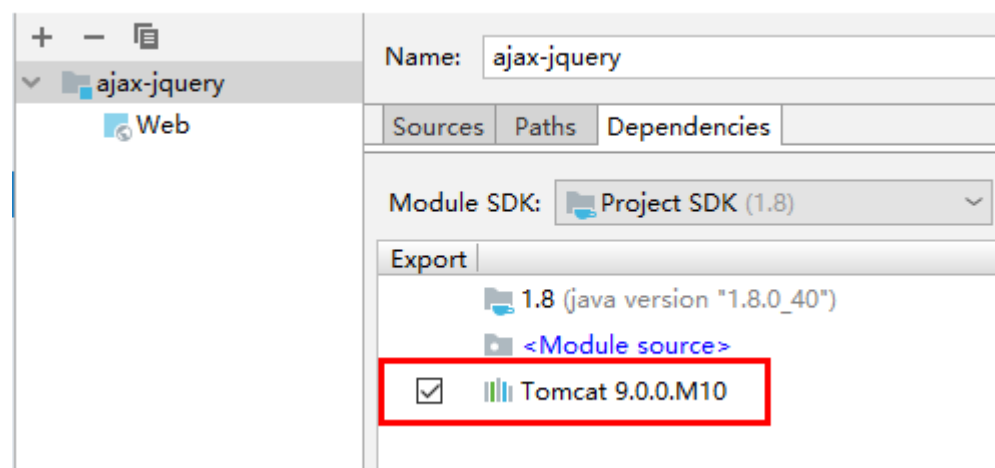 Name: ajax-jquery
ajax-jquery
Web
Sources Paths Dependencies
Module SDK: Project SDK (1.8)
Export
1.8 (java version "1.8.0_40")
<Module source>
Tomcat 9.0.0.M10